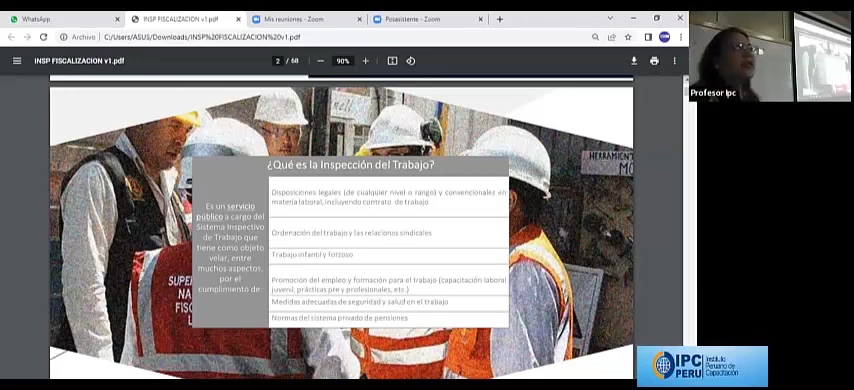 WhatsApp
INSP FISCALIZACION v1.pdf
Mis reuniones - Zoom
Posasistente - Zoom
Archivo
C:/Users/ASUS/Downloads/INSP%20FISCALIZACION%20v1.pdf
INSP FISCALIZACION v1.pdf
2 / 68
90%
Profesor Ipc
¿Qué es la Inspección del Trabajo?
Es un servicio
público a cargo del
Sistema Inspectivo
de Trabajo que
tiene como objeto
velar, entre
muchos aspectos,
por el
cumplimiento de:
Disposiciones legales (de cualquier nivel o rango) y convencionales en
materia laboral, incluyendo contrato de trabajo
Ordenación del trabajo y las relaciones sindicales
Trabajo infantil y forzoso
Promoción del empleo y formación para el trabajo (capacitación laboral
juvenil, prácticas pre y profesionales, etc.)
Medidas adecuadas de seguridad y salud en el trabajo
Normas del sistema privado de pensiones
HERRAMIENT
MO
SUPE
NA
FISC
IPC
PERU
Instituto
Peruano de
Capacitación